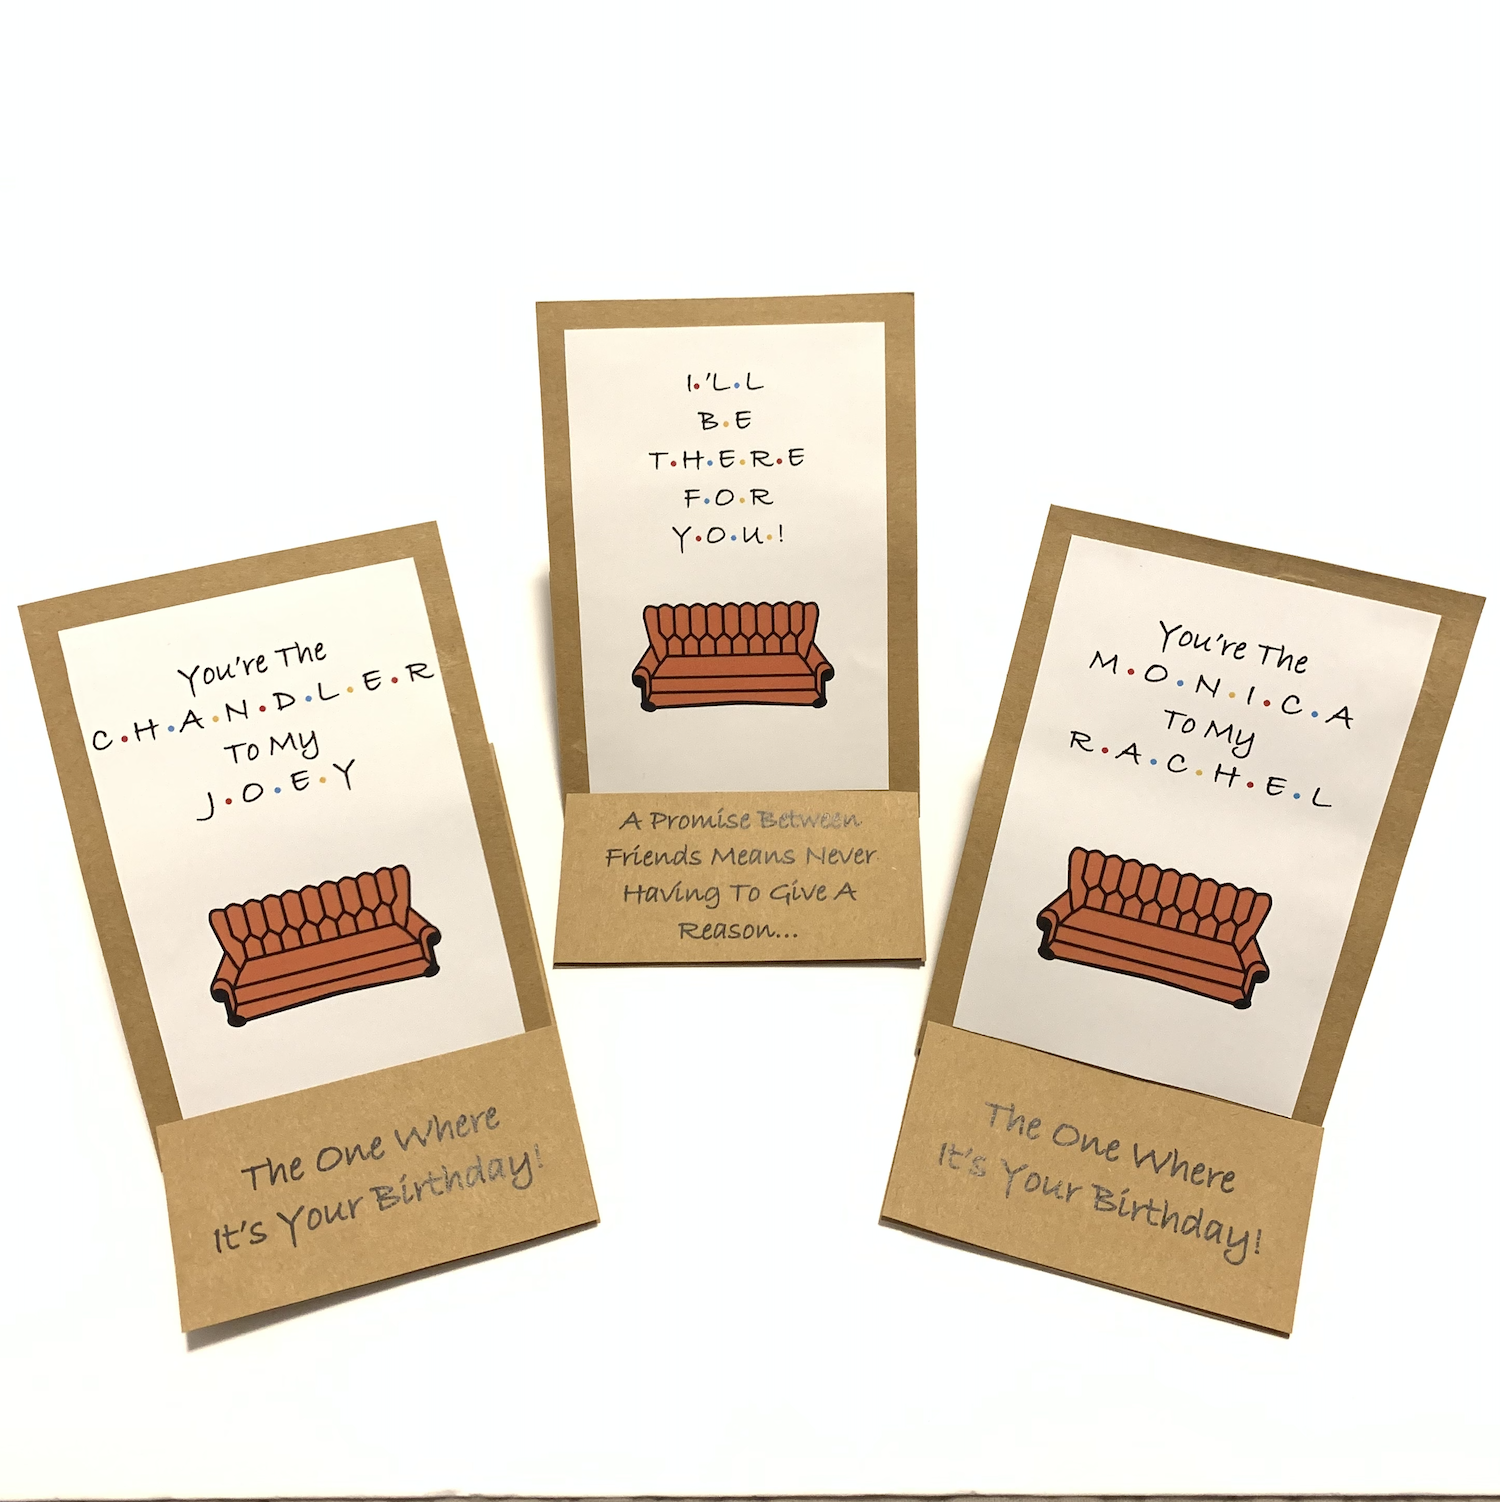 I.'L.L
B.E
T.H.E.R.E
F.O.R
Y.O.U.!
A Promise Between
Friends Means Never
Having To Give A
Reason...
You're The
C.H.A.N.D.L.E.R
To My
J.O.E.Y
The One Where
It's Your Birthday!
You're The
M.O.N.I.C.A
To My
R.A.C.H.E.L
The One Where
It's Your Birthday!